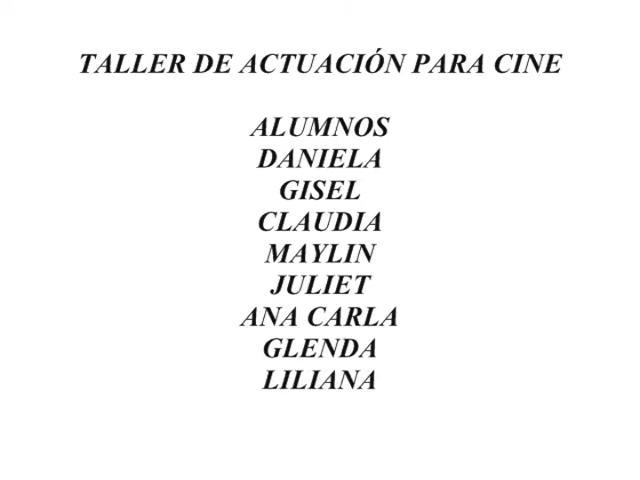 TALLER DE ACTUACIÓN PARA CINE
ALUMNOS
DANIELA
GISEL
CLAUDIA
MAYLIN
JULIET
ANA CARLA
GLENDA
LILIANA